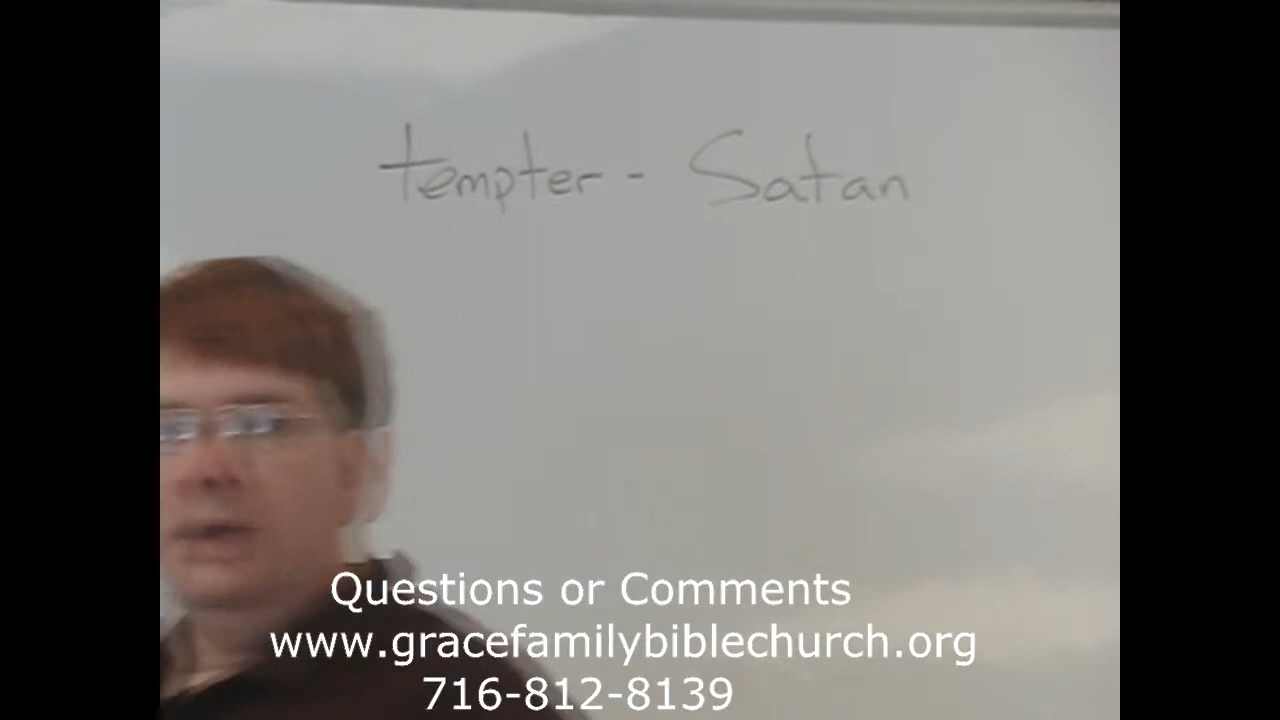 tempter - Satan
Questions or Comments
www.gracefamilybiblechurch.org
716-812-8139